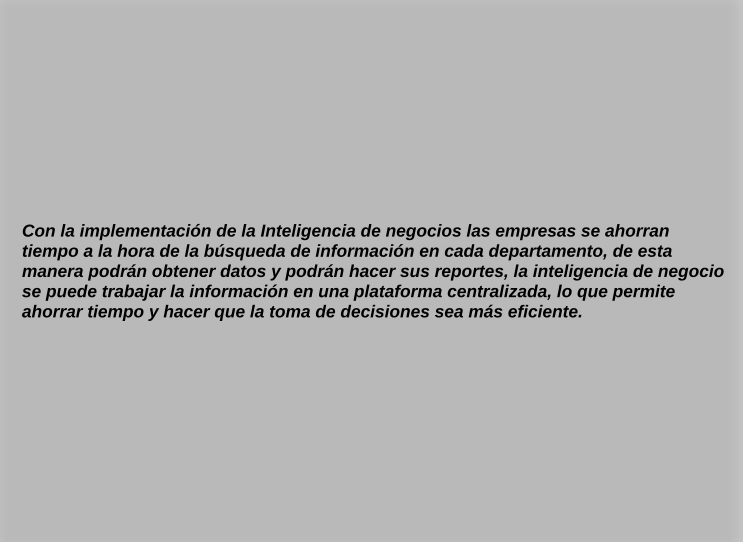 Con la implementación de la Inteligencia de negocios las empresas se ahorran
tiempo a la hora de la búsqueda de información en cada departamento, de esta
manera podrán obtener datos y podrán hacer sus reportes, la inteligencia de negocio
se puede trabajar la información en una plataforma centralizada, lo que permite
ahorrar tiempo y hacer que la toma de decisiones sea más eficiente.